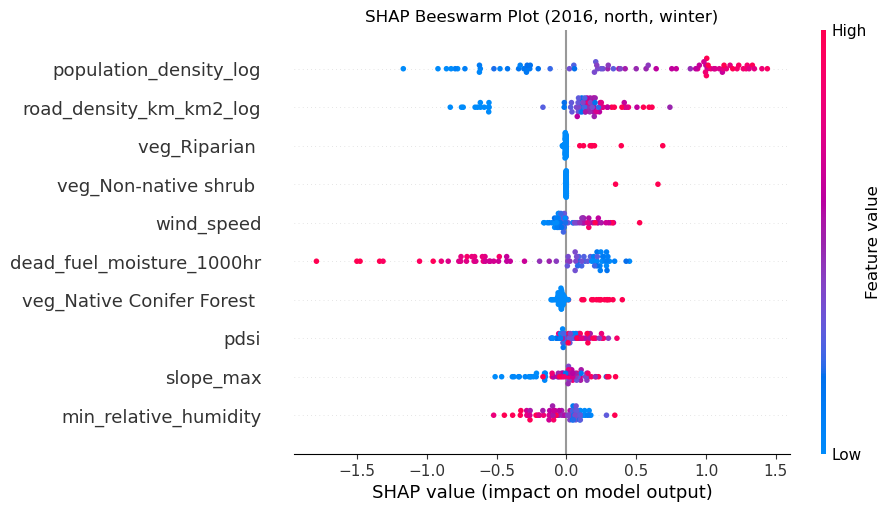 SHAP Beeswarm Plot (2016, north, winter)
High
population_density_log
road_density_km_km2_log
veg_Riparian
veg_Non-native shrub
wind_speed
dead_fuel_moisture_1000hr
veg_Native Conifer Forest
pdsi
slope_max
min_relative_humidity
Feature value
Low
−1.5 −1.0 −0.5 0.0 0.5 1.0 1.5
SHAP value (impact on model output)